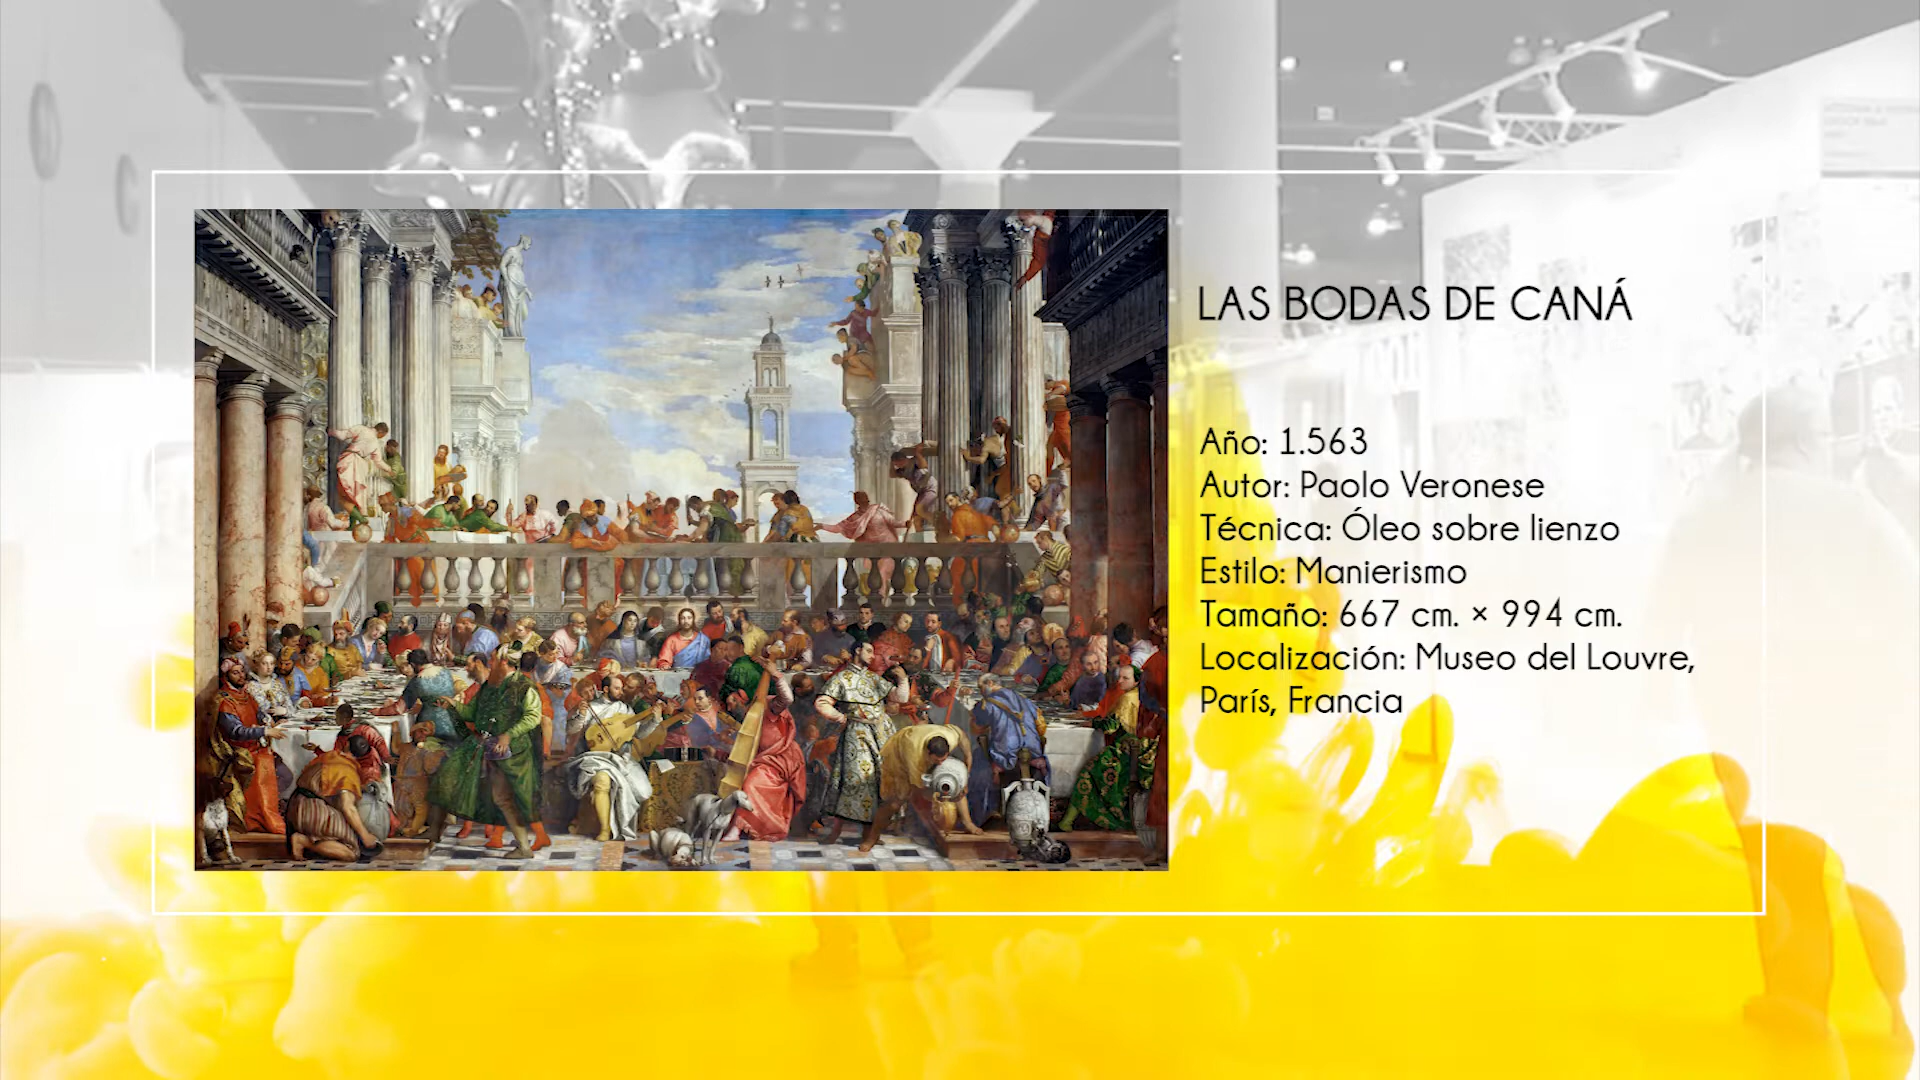 LAS BODAS DE CANÁ
Año: 1.563
Autor: Paolo Veronese
Técnica: Óleo sobre lienzo
Estilo: Manierismo
Tamaño: 667 cm. × 994 cm.
Localización: Museo del Louvre,
París, Francia